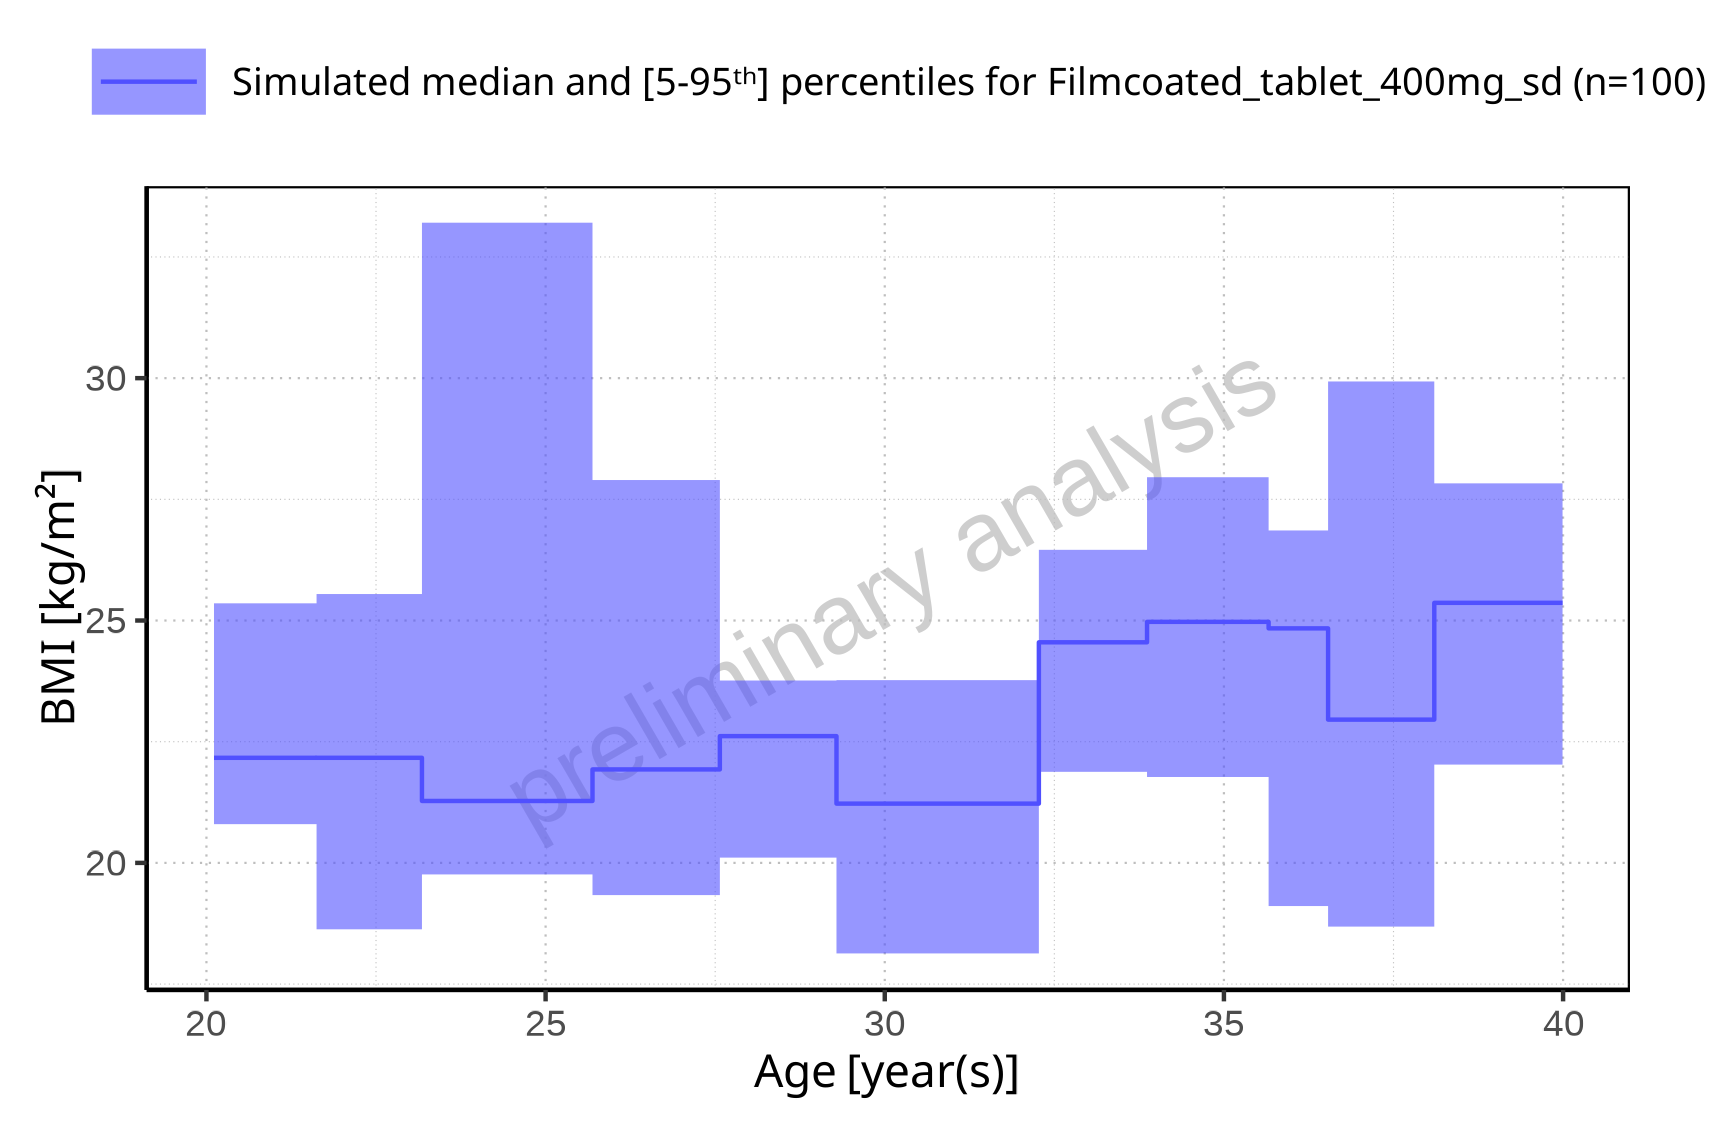 Simulated median and [5-95ᵗʰ] percentiles for Filmcoated_tablet_400mg_sd (n=100)
30
25
20
BMI [kg/m²]
preliminary analysis
20 25 30 35 40
Age [year(s)]